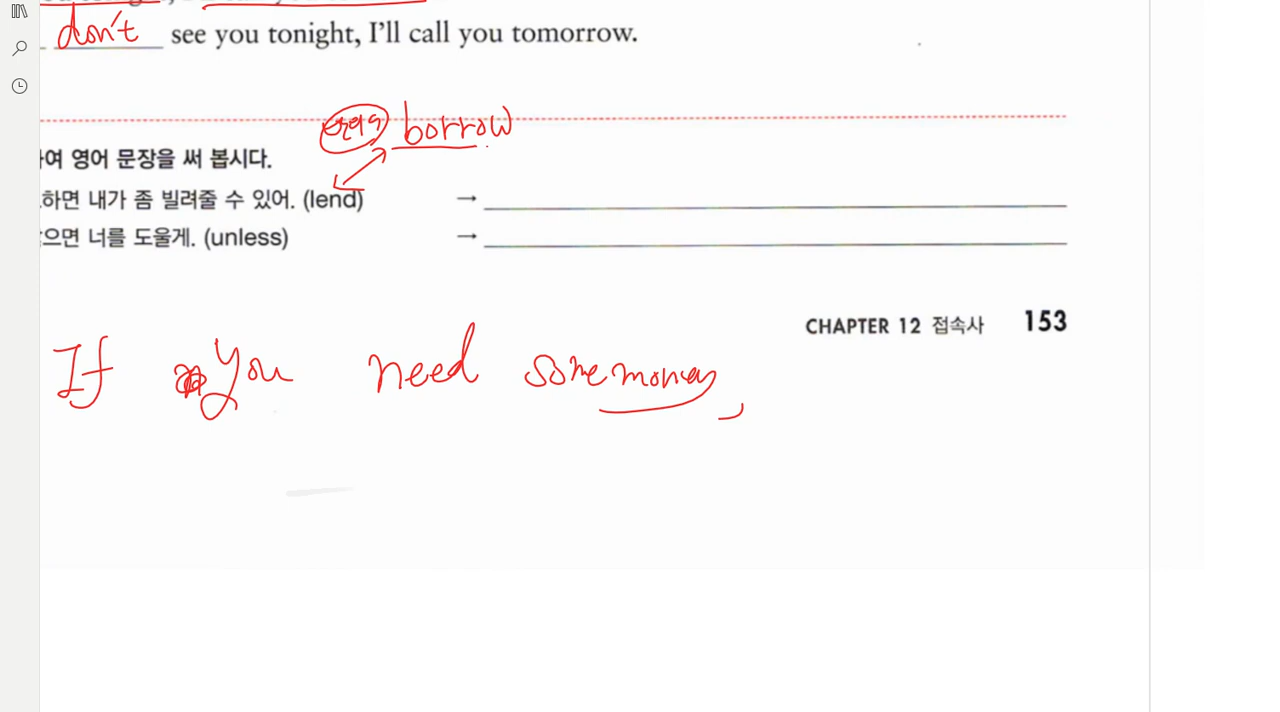 don't see you tonight, I'll call you tomorrow.
borrow
하여 영어 문장을 써 봅시다.
하면 내가 좀 빌려줄 수 있어. (lend) →
으면 너를 도울게. (unless) →
CHAPTER 12 접속사 153
If You need some money,